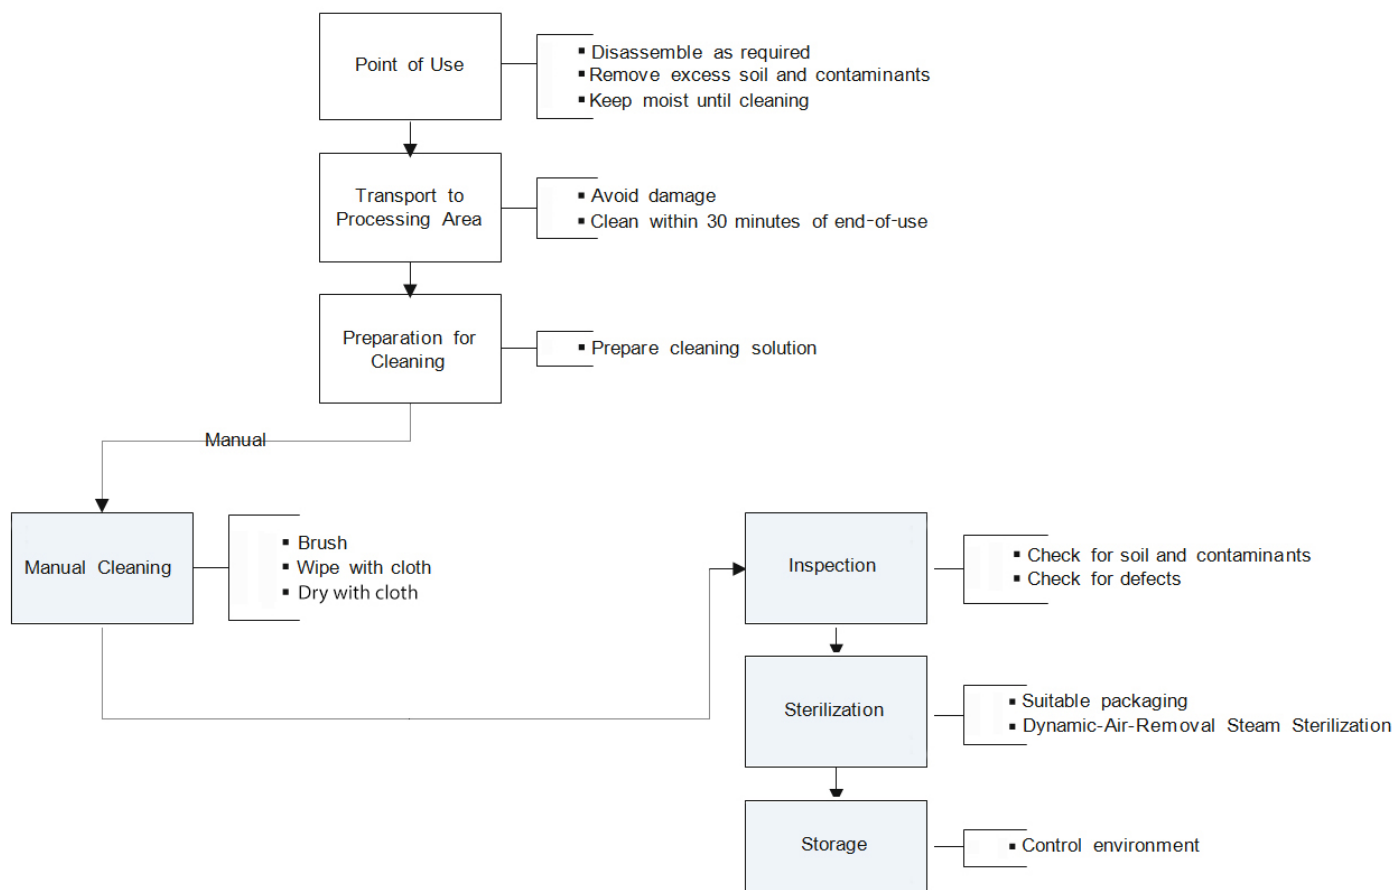 Point of Use
▪ Disassemble as required
▪ Remove excess soil and contaminants
▪ Keep moist until cleaning
Transport to
Processing Area
▪ Avoid damage
▪ Clean within 30 minutes of end-of-use
Preparation for
Cleaning
▪ Prepare cleaning solution
Manual
Manual Cleaning
▪ Brush
▪ Wipe with cloth
▪ Dry with cloth
Inspection
▪ Check for soil and contaminants
▪ Check for defects
Sterilization
▪ Suitable packaging
▪ Dynamic-Air-Removal Steam Sterilization
Storage
▪ Control environment